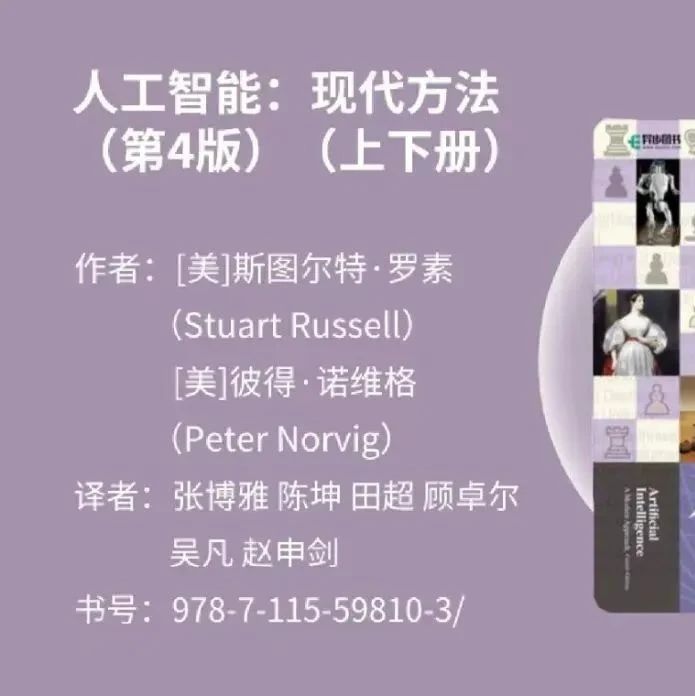 人工智能：现代方法
（第4版）（上下册）
作者：[美]斯图尔特·罗素
（Stuart Russell）
[美]彼得·诺维格
（Peter Norvig）
译者：张博雅 陈坤 田超 顾卓尔
吴凡 赵申剑
书号：978-7-115-59810-3/
异步图书
Artificial
Intelligence
A Modern Approach